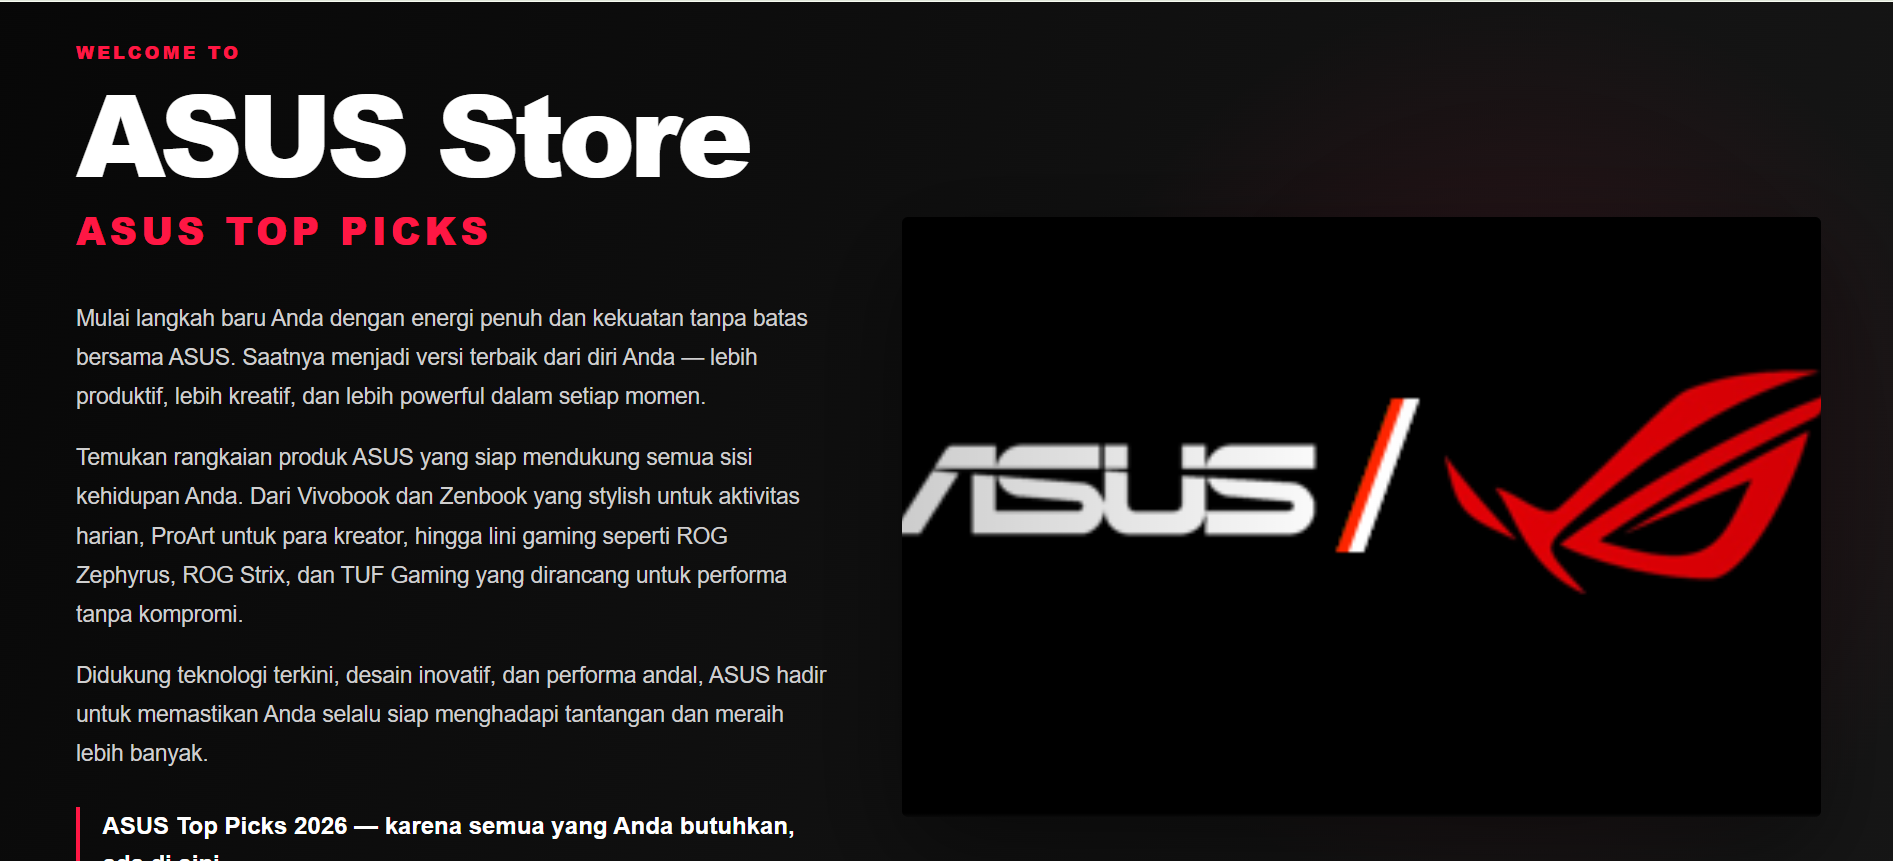 WELCOME TO
ASUS Store
ASUS TOP PICKS
Mulai langkah baru Anda dengan energi penuh dan kekuatan tanpa batas
bersama ASUS. Saatnya menjadi versi terbaik dari diri Anda — lebih
produktif, lebih kreatif, dan lebih powerful dalam setiap momen.
Temukan rangkaian produk ASUS yang siap mendukung semua sisi
kehidupan Anda. Dari Vivobook dan Zenbook yang stylish untuk aktivitas
harian, ProArt untuk para kreator, hingga lini gaming seperti ROG
Zephyrus, ROG Strix, dan TUF Gaming yang dirancang untuk performa
tanpa kompromi.
Didukung teknologi terkini, desain inovatif, dan performa andal, ASUS hadir
untuk memastikan Anda selalu siap menghadapi tantangan dan meraih
lebih banyak.
ASUS Top Picks 2026 — karena semua yang Anda butuhkan,
ada di sini
ASUS